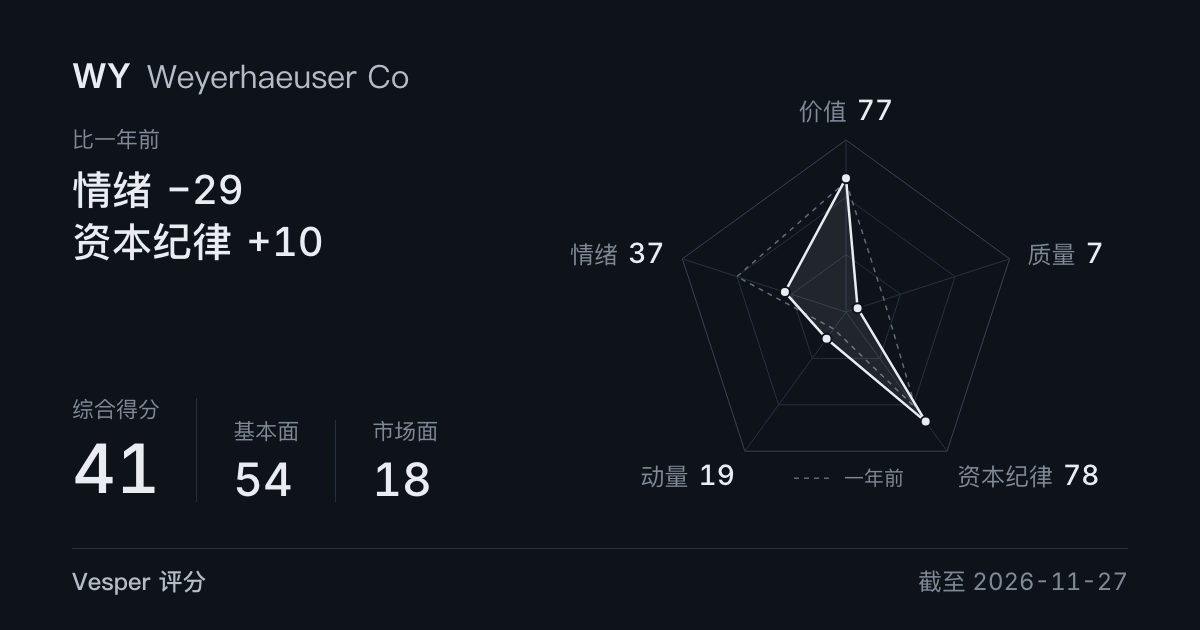 WY Weyerhaeuser Co
比一年前
情绪 −29
资本纪律 +10
综合得分
41
基本面
54
市场面
18
价值 77
情绪 37
质量 7
动量 19
---- 一年前
资本纪律 78
Vesper 评分
截至 2026-11-27